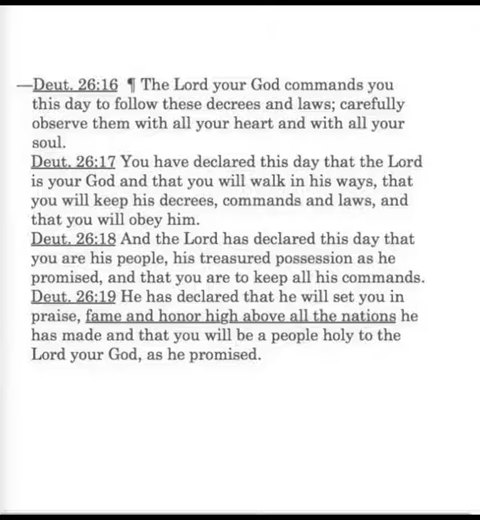 —Deut. 26:16 ¶ The Lord your God commands you
this day to follow these decrees and laws; carefully
observe them with all your heart and with all your
soul.
Deut. 26:17 You have declared this day that the Lord
is your God and that you will walk in his ways, that
you will keep his decrees, commands and laws, and
that you will obey him.
Deut. 26:18 And the Lord has declared this day that
you are his people, his treasured possession as he
promised, and that you are to keep all his commands.
Deut. 26:19 He has declared that he will set you in
praise, fame and honor high above all the nations he
has made and that you will be a people holy to the
Lord your God, as he promised.